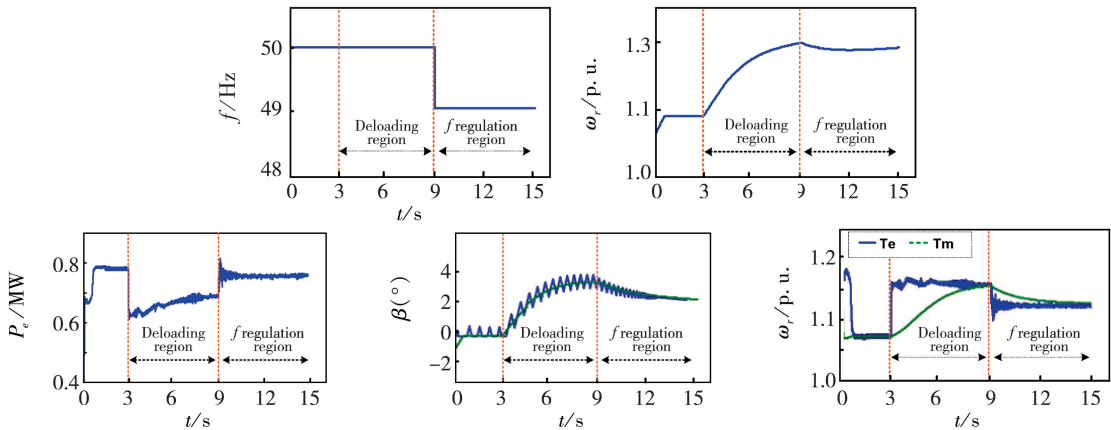 50
49
48
f/Hz
Deloading
region
f regulation
region
0 3 6 9 12 15
t/s
1.3
1.1
1.0
ωr/p. u.
Deloading
region
f regulation
region
0 3 6 9 12 15
t/s
0.8
0.6
0.4
Pe/MW
Deloading
region
f regulation
region
0 3 6 9 12 15
t/s
4
2
0
−2
β(°)
Deloading
region
f regulation
region
0 3 6 9 12 15
t/s
Te Tm
1.2
1.1
1.0
ωr/p. u.
Deloading
region
f regulation
region
0 3 6 9 12 15
t/s